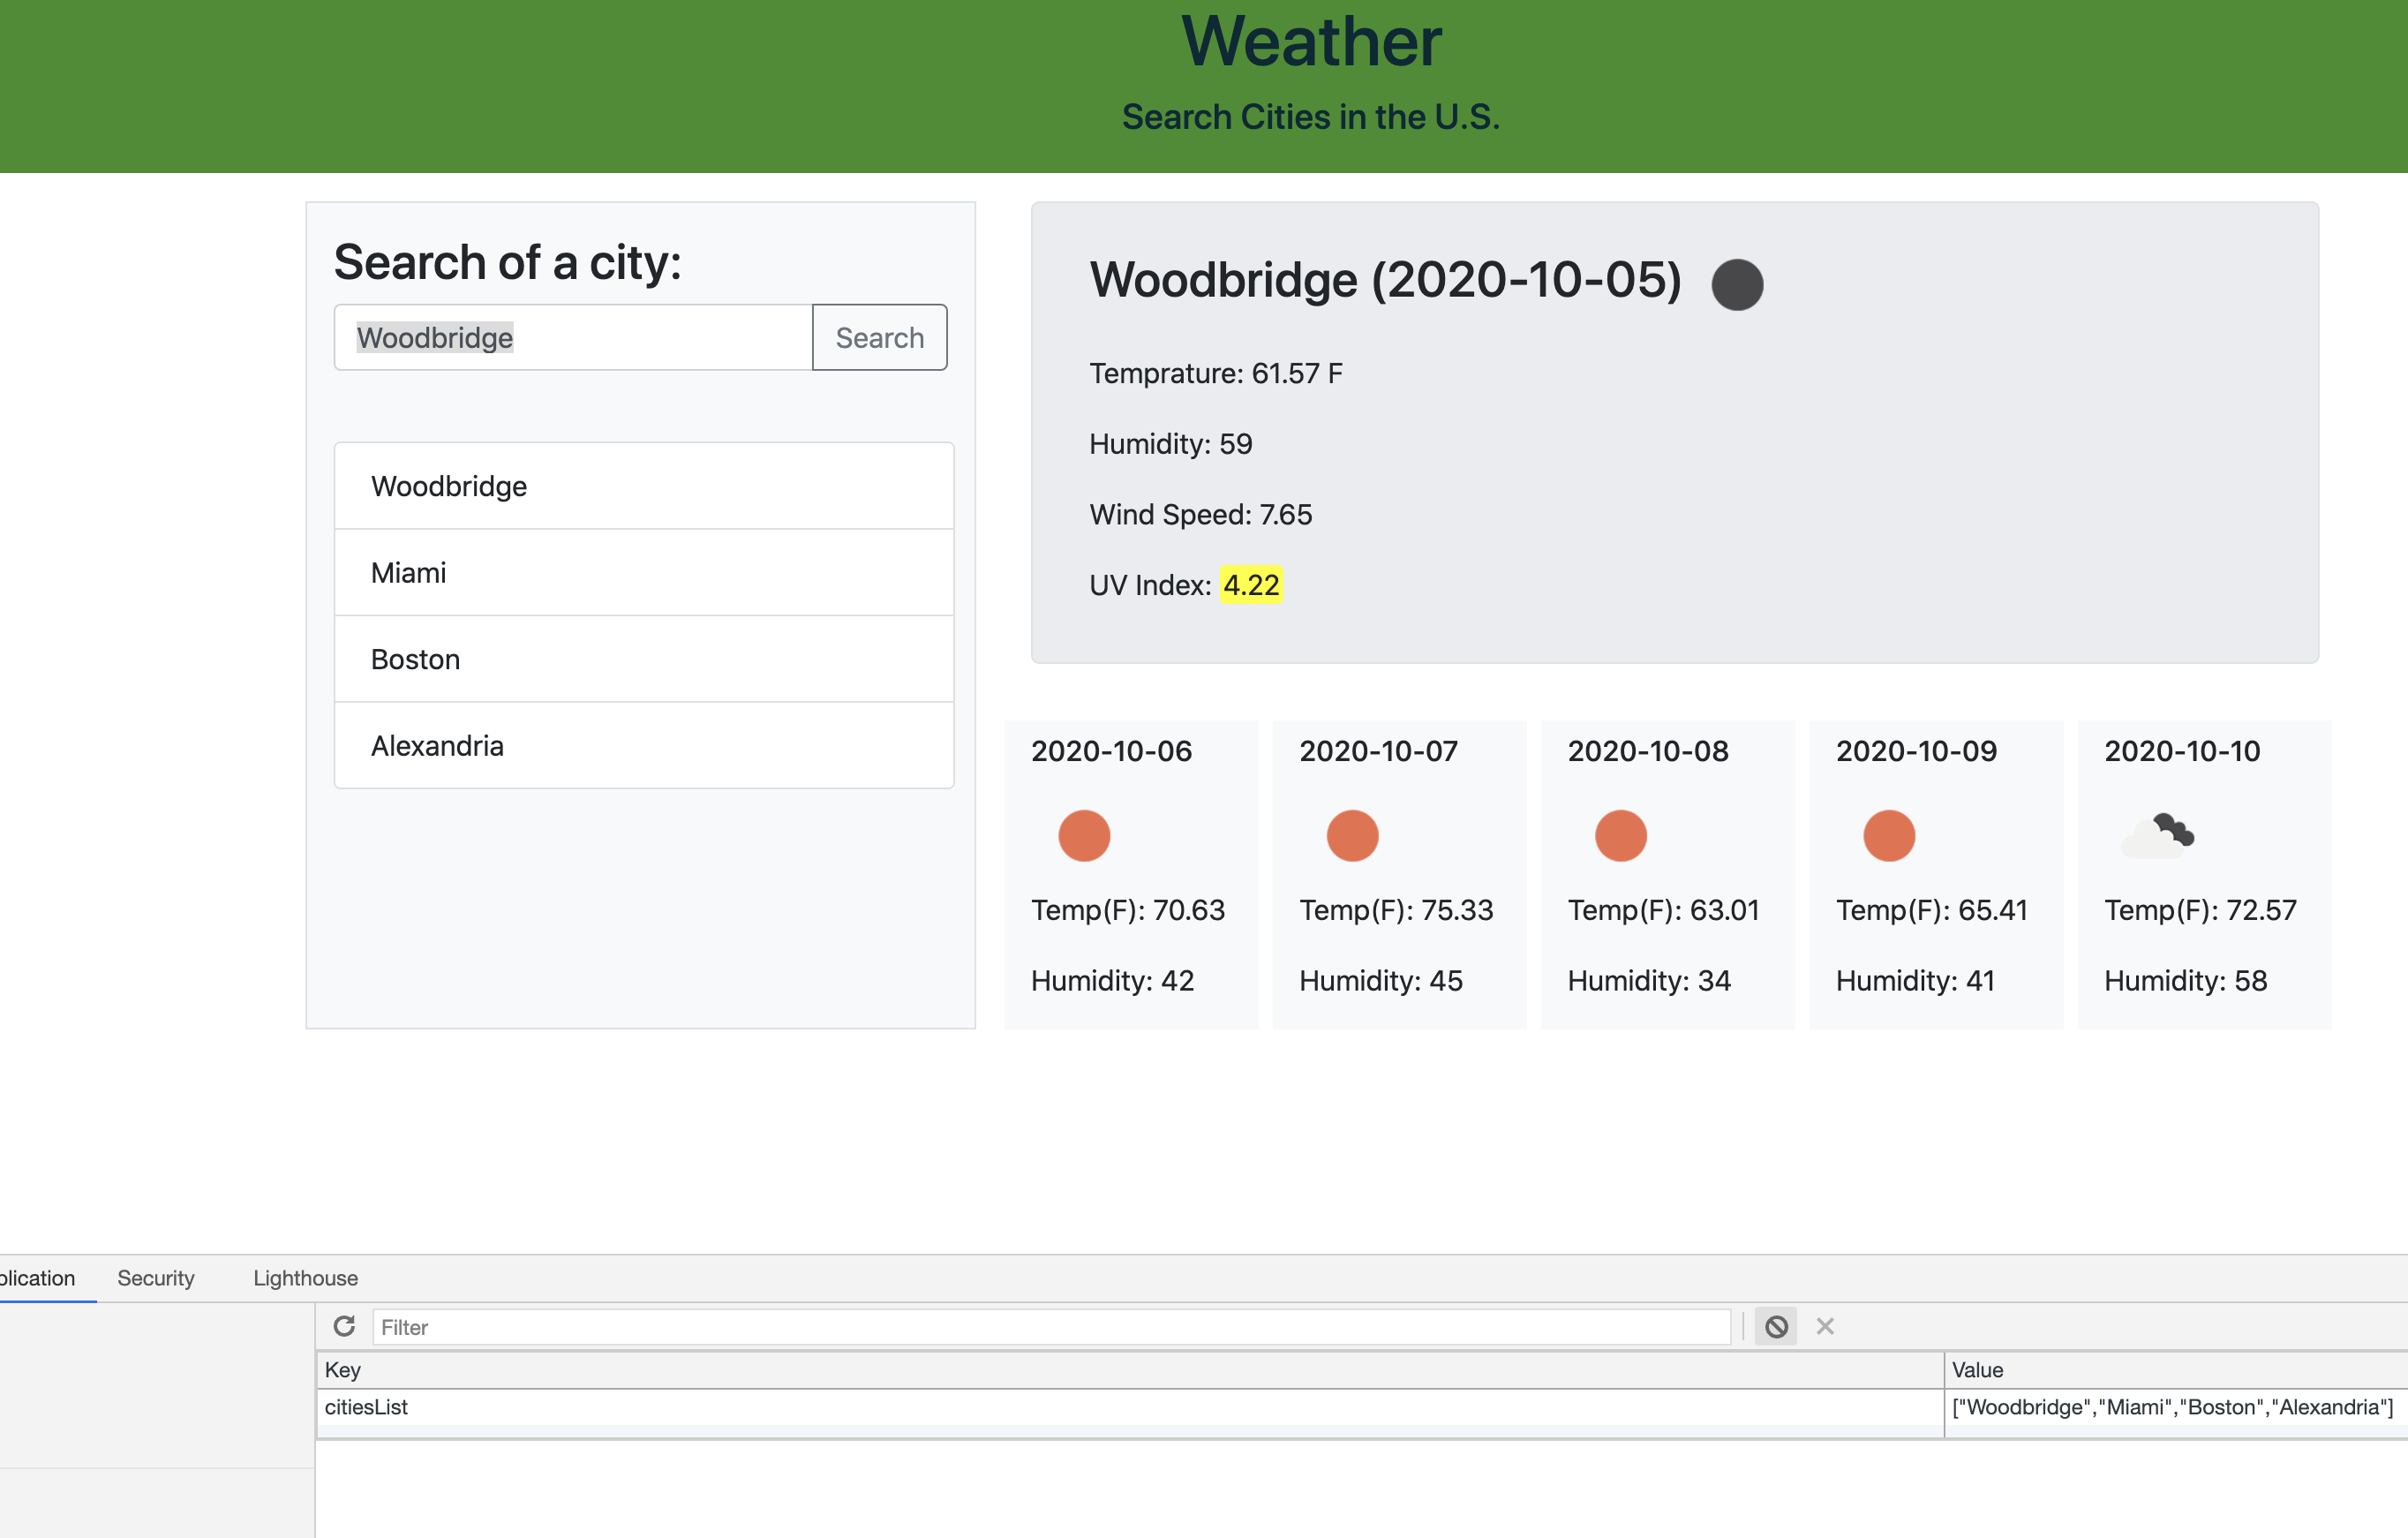 Weather
Search Cities in the U.S.
Search of a city:
Woodbridge
Search
Woodbridge
Miami
Boston
Alexandria
Woodbridge (2020-10-05)
Temprature: 61.57 F
Humidity: 59
Wind Speed: 7.65
UV Index: 4.22
2020-10-06
Temp(F): 70.63
Humidity: 42
2020-10-07
Temp(F): 75.33
Humidity: 45
2020-10-08
Temp(F): 63.01
Humidity: 34
2020-10-09
Temp(F): 65.41
Humidity: 41
2020-10-10
Temp(F): 72.57
Humidity: 58
plication Security Lighthouse
Filter
Key Value
citiesList ["Woodbridge","Miami","Boston","Alexandria"]